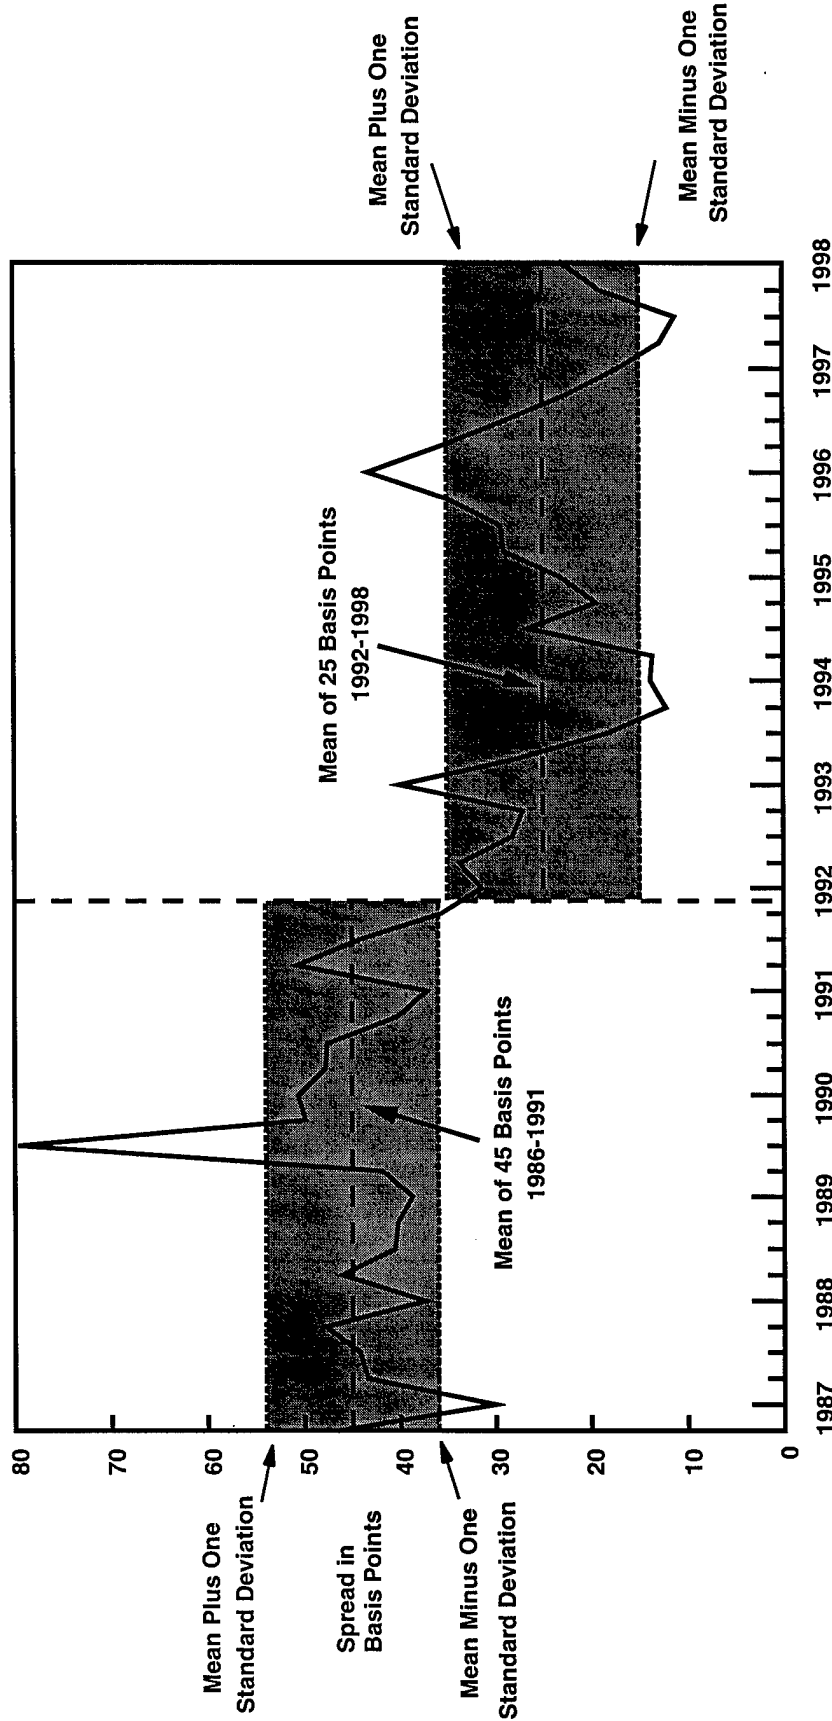 Mean Plus One
Standard Deviation
Spread in
Basis Points
Mean Minus One
Standard Deviation
80
70
60
50
40
30
20
10
0
Mean of 45 Basis Points
1986-1991
Mean of 25 Basis Points
1992-1998
Mean Plus One
Standard Deviation
Mean Minus One
Standard Deviation
1987
1988
1989
1990
1991
1992
1993
1994
1995
1996
1997
1998